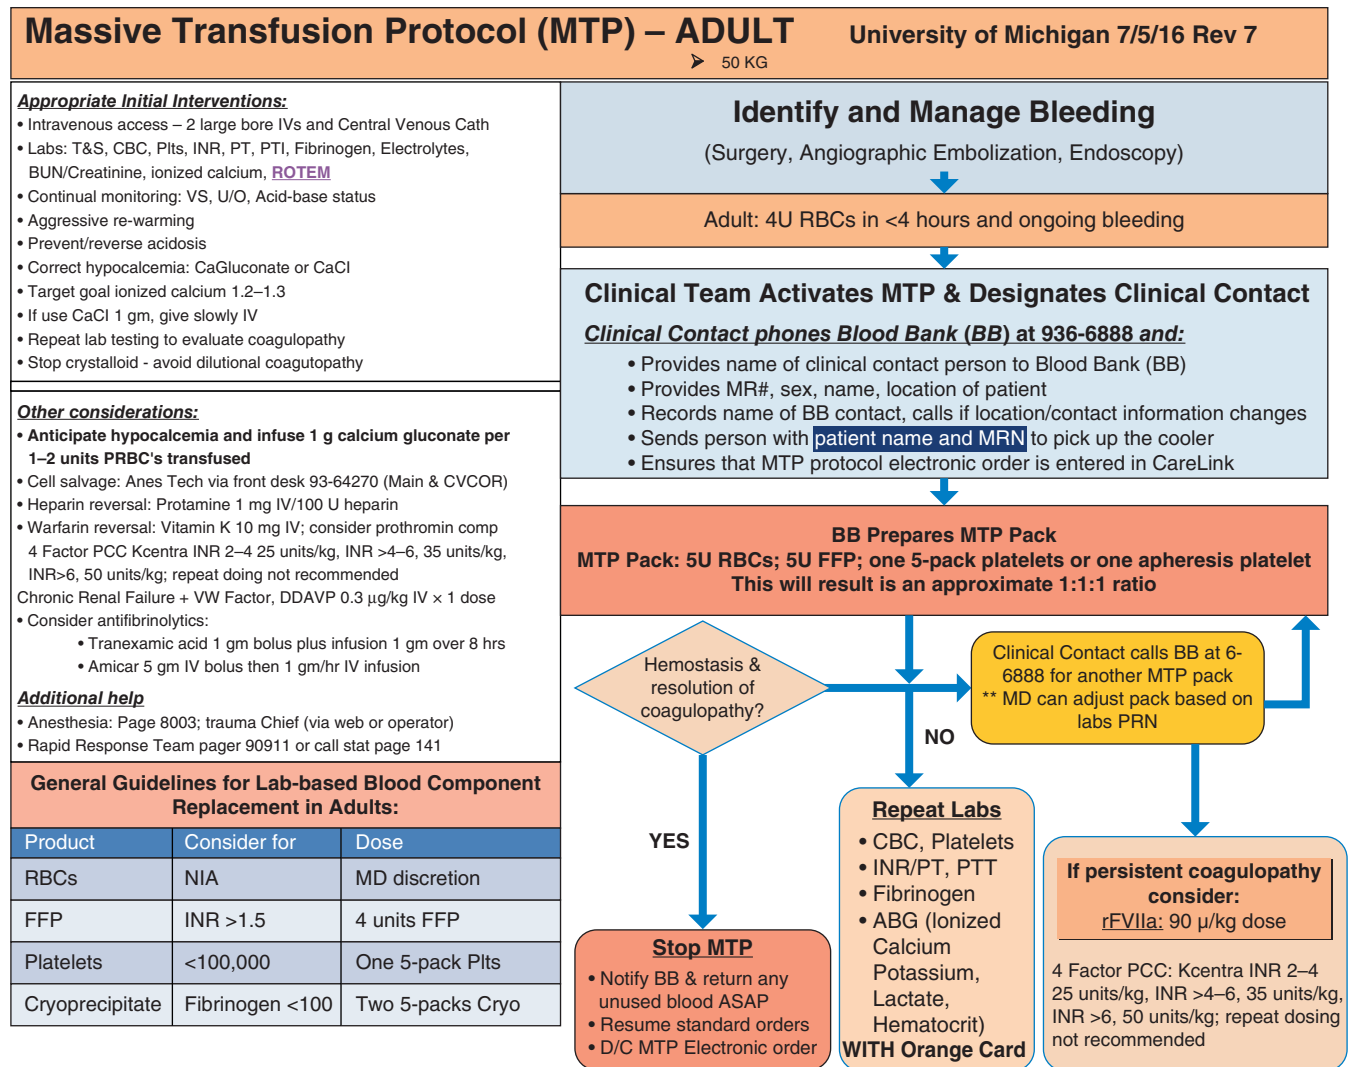 Massive Transfusion Protocol (MTP) – ADULT
University of Michigan 7/5/16 Rev 7
➢ 50 KG
Appropriate Initial Interventions:
• Intravenous access – 2 large bore IVs and Central Venous Cath
• Labs: T&S, CBC, Plts, INR, PT, PTI, Fibrinogen, Electrolytes,
BUN/Creatinine, ionized calcium, ROTEM
• Continual monitoring: VS, U/O, Acid-base status
• Aggressive re-warming
• Prevent/reverse acidosis
• Correct hypocalcemia: CaGluconate or CaCI
• Target goal ionized calcium 1.2–1.3
• If use CaCI 1 gm, give slowly IV
• Repeat lab testing to evaluate coagulopathy
• Stop crystalloid - avoid dilutional coagutopathy
Other considerations:
• Anticipate hypocalcemia and infuse 1 g calcium gluconate per
1–2 units PRBC's transfused
• Cell salvage: Anes Tech via front desk 93-64270 (Main & CVCOR)
• Heparin reversal: Protamine 1 mg IV/100 U heparin
• Warfarin reversal: Vitamin K 10 mg IV; consider prothromin comp
4 Factor PCC Kcentra INR 2–4 25 units/kg, INR >4–6, 35 units/kg,
INR>6, 50 units/kg; repeat doing not recommended
Chronic Renal Failure + VW Factor, DDAVP 0.3 µg/kg IV × 1 dose
• Consider antifibrinolytics:
• Tranexamic acid 1 gm bolus plus infusion 1 gm over 8 hrs
• Amicar 5 gm IV bolus then 1 gm/hr IV infusion
Additional help
• Anesthesia: Page 8003; trauma Chief (via web or operator)
• Rapid Response Team pager 90911 or call stat page 141
General Guidelines for Lab-based Blood Component
Replacement in Adults:
Product Consider for Dose
RBCs NIA MD discretion
FFP INR >1.5 4 units FFP
Platelets <100,000 One 5-pack Plts
Cryoprecipitate Fibrinogen <100 Two 5-packs Cryo
Identify and Manage Bleeding
(Surgery, Angiographic Embolization, Endoscopy)
Adult: 4U RBCs in <4 hours and ongoing bleeding
Clinical Team Activates MTP & Designates Clinical Contact
Clinical Contact phones Blood Bank (BB) at 936-6888 and:
• Provides name of clinical contact person to Blood Bank (BB)
• Provides MR#, sex, name, location of patient
• Records name of BB contact, calls if location/contact information changes
• Sends person with patient name and MRN to pick up the cooler
• Ensures that MTP protocol electronic order is entered in CareLink
BB Prepares MTP Pack
MTP Pack: 5U RBCs; 5U FFP; one 5-pack platelets or one apheresis platelet
This will result is an approximate 1:1:1 ratio
Hemostasis &
resolution of
coagulopathy?
Clinical Contact calls BB at 6-
6888 for another MTP pack
** MD can adjust pack based on
labs PRN
NO
YES
Stop MTP
• Notify BB & return any
unused blood ASAP
• Resume standard orders
• D/C MTP Electronic order
Repeat Labs
• CBC, Platelets
• INR/PT, PTT
• Fibrinogen
• ABG (Ionized
Calcium
Potassium,
Lactate,
Hematocrit)
WITH Orange Card
If persistent coagulopathy
consider:
rFVIIa: 90 µ/kg dose
4 Factor PCC: Kcentra INR 2–4
25 units/kg, INR >4–6, 35 units/kg,
INR >6, 50 units/kg; repeat dosing
not recommended